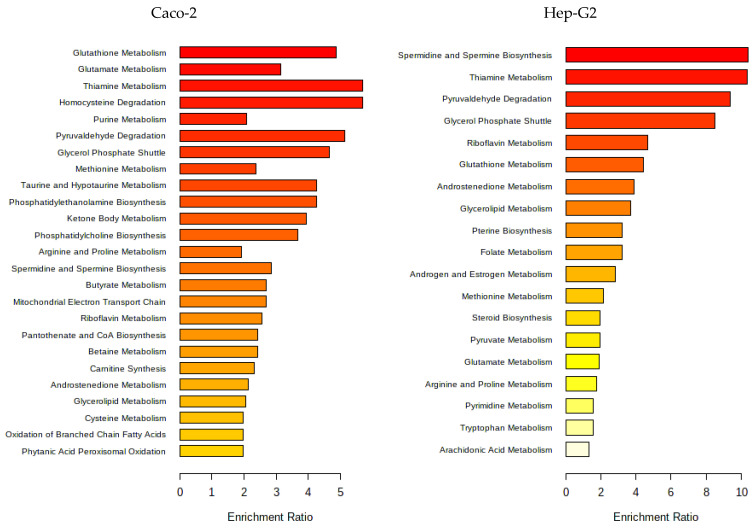 Caco-2
Glutathione Metabolism
Glutamate Metabolism
Thiamine Metabolism
Homocysteine Degradation
Purine Metabolism
Pyruvaldehyde Degradation
Glycerol Phosphate Shuttle
Methionine Metabolism
Taurine and Hypotaurine Metabolism
Phosphatidylethanolamine Biosynthesis
Ketone Body Metabolism
Phosphatidylcholine Biosynthesis
Arginine and Proline Metabolism
Spermidine and Spermine Biosynthesis
Butyrate Metabolism
Mitochondrial Electron Transport Chain
Riboflavin Metabolism
Pantothenate and CoA Biosynthesis
Betaine Metabolism
Carnitine Synthesis
Androstenedione Metabolism
Glycerolipid Metabolism
Cysteine Metabolism
Oxidation of Branched Chain Fatty Acids
Phytanic Acid Peroxisomal Oxidation
0 1 2 3 4 5
Enrichment Ratio
Hep-G2
Spermidine and Spermine Biosynthesis
Thiamine Metabolism
Pyruvaldehyde Degradation
Glycerol Phosphate Shuttle
Riboflavin Metabolism
Glutathione Metabolism
Androstenedione Metabolism
Glycerolipid Metabolism
Pterine Biosynthesis
Folate Metabolism
Androgen and Estrogen Metabolism
Methionine Metabolism
Steroid Biosynthesis
Pyruvate Metabolism
Glutamate Metabolism
Arginine and Proline Metabolism
Pyrimidine Metabolism
Tryptophan Metabolism
Arachidonic Acid Metabolism
0 2 4 6 8 10
Enrichment Ratio